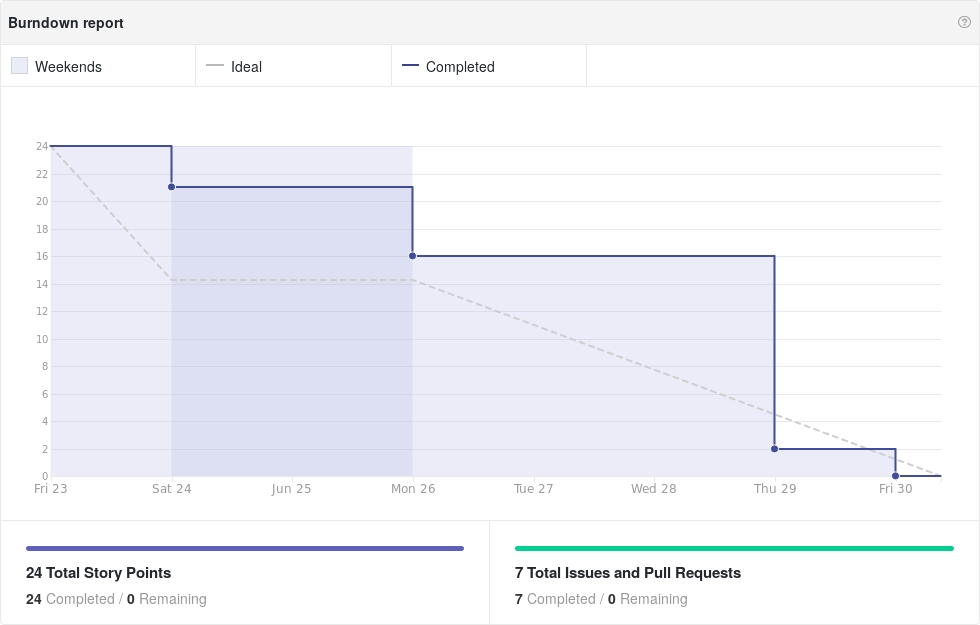 Burndown report
?
Weekends
Ideal
Completed
24
22
20
18
16
14
12
10
8
6
4
2
0
Fri 23 Sat 24 Jun 25 Mon 26 Tue 27 Wed 28 Thu 29 Fri 30
24 Total Story Points
24 Completed / 0 Remaining
7 Total Issues and Pull Requests
7 Completed / 0 Remaining